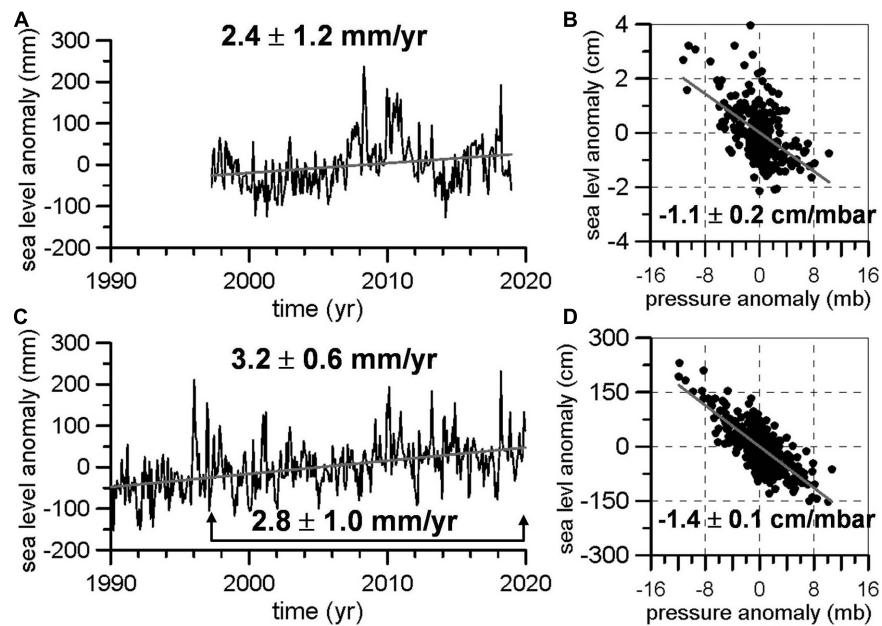 A
sea level anomaly (mm)
300
200
100
0
-100
-200
2.4 ± 1.2 mm/yr
1990
2000
2010
2020
time (yr)
B
sea levl anomaly (cm)
4
2
0
-2
-4
-1.1 ± 0.2 cm/mbar
-16
-8
0
8
16
pressure anomaly (mb)
C
sea level anomaly (mm)
300
200
100
0
-100
-200
3.2 ± 0.6 mm/yr
2.8 ± 1.0 mm/yr
1990
2000
2010
2020
time (yr)
D
sea levl anomaly (cm)
300
150
0
-150
-300
-1.4 ± 0.1 cm/mbar
-16
-8
0
8
16
pressure anomaly (mb)